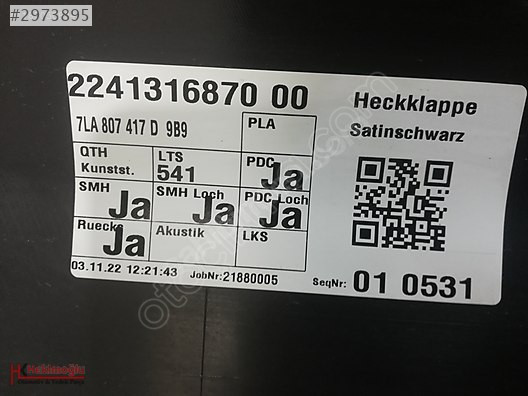 #2973895
2241316870 00
Heckklappe
Satinschwarz
7LA 807 417 D 9B9
PLA
QTH
Kunstst.
LTS
541
PDC
Ja
SMH
Ja
SMH Loch
Ja
PDC Loch
Ja
Ruecks
Ja
Akustik
LKS
03.11.22 12:21:43
JobNr: 21880005
SeqNr: 01 0531
Hekimoğlu